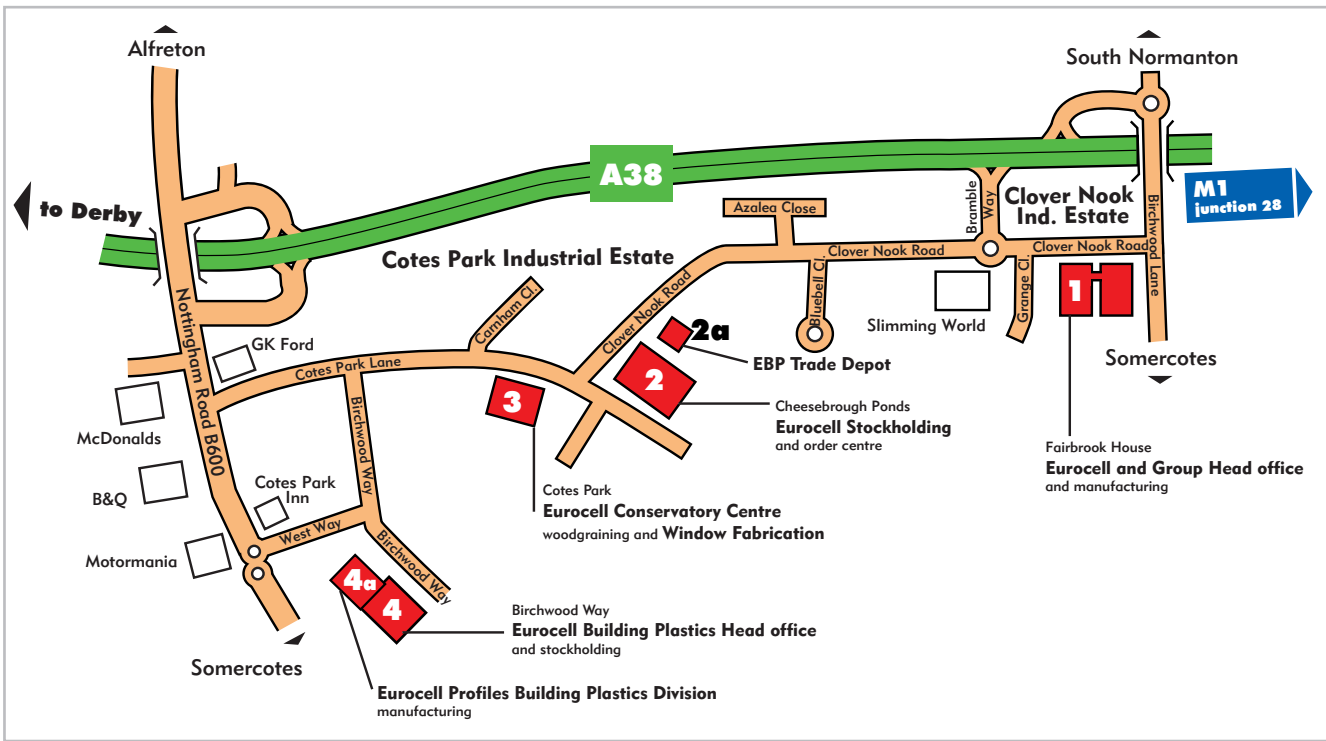 Alfreton
South Normanton
A38
to Derby
M1
junction 28
Clover Nook
Ind. Estate
Bramble
Way
Birchwood Lane
Azalea Close
Clover Nook Road
Clover Nook Road
Cotes Park Industrial Estate
Clover Nook Road
Carnham Cl.
Bluebell Cl.
Grange Cl.
Slimming World
1
2a
EBP Trade Depot
2
3
Somercotes
Nottingham Road B600
GK Ford
Cotes Park Lane
McDonalds
Birchwood Way
Cheesebrough Ponds
Eurocell Stockholding
and order centre
Fairbrook House
Eurocell and Group Head office
and manufacturing
B&Q
Cotes Park
Inn
Cotes Park
Eurocell Conservatory Centre
woodgraining and Window Fabrication
West Way
Motormania
Birchwood Way
4a
4
Birchwood Way
Eurocell Building Plastics Head office
and stockholding
Somercotes
Eurocell Profiles Building Plastics Division
manufacturing